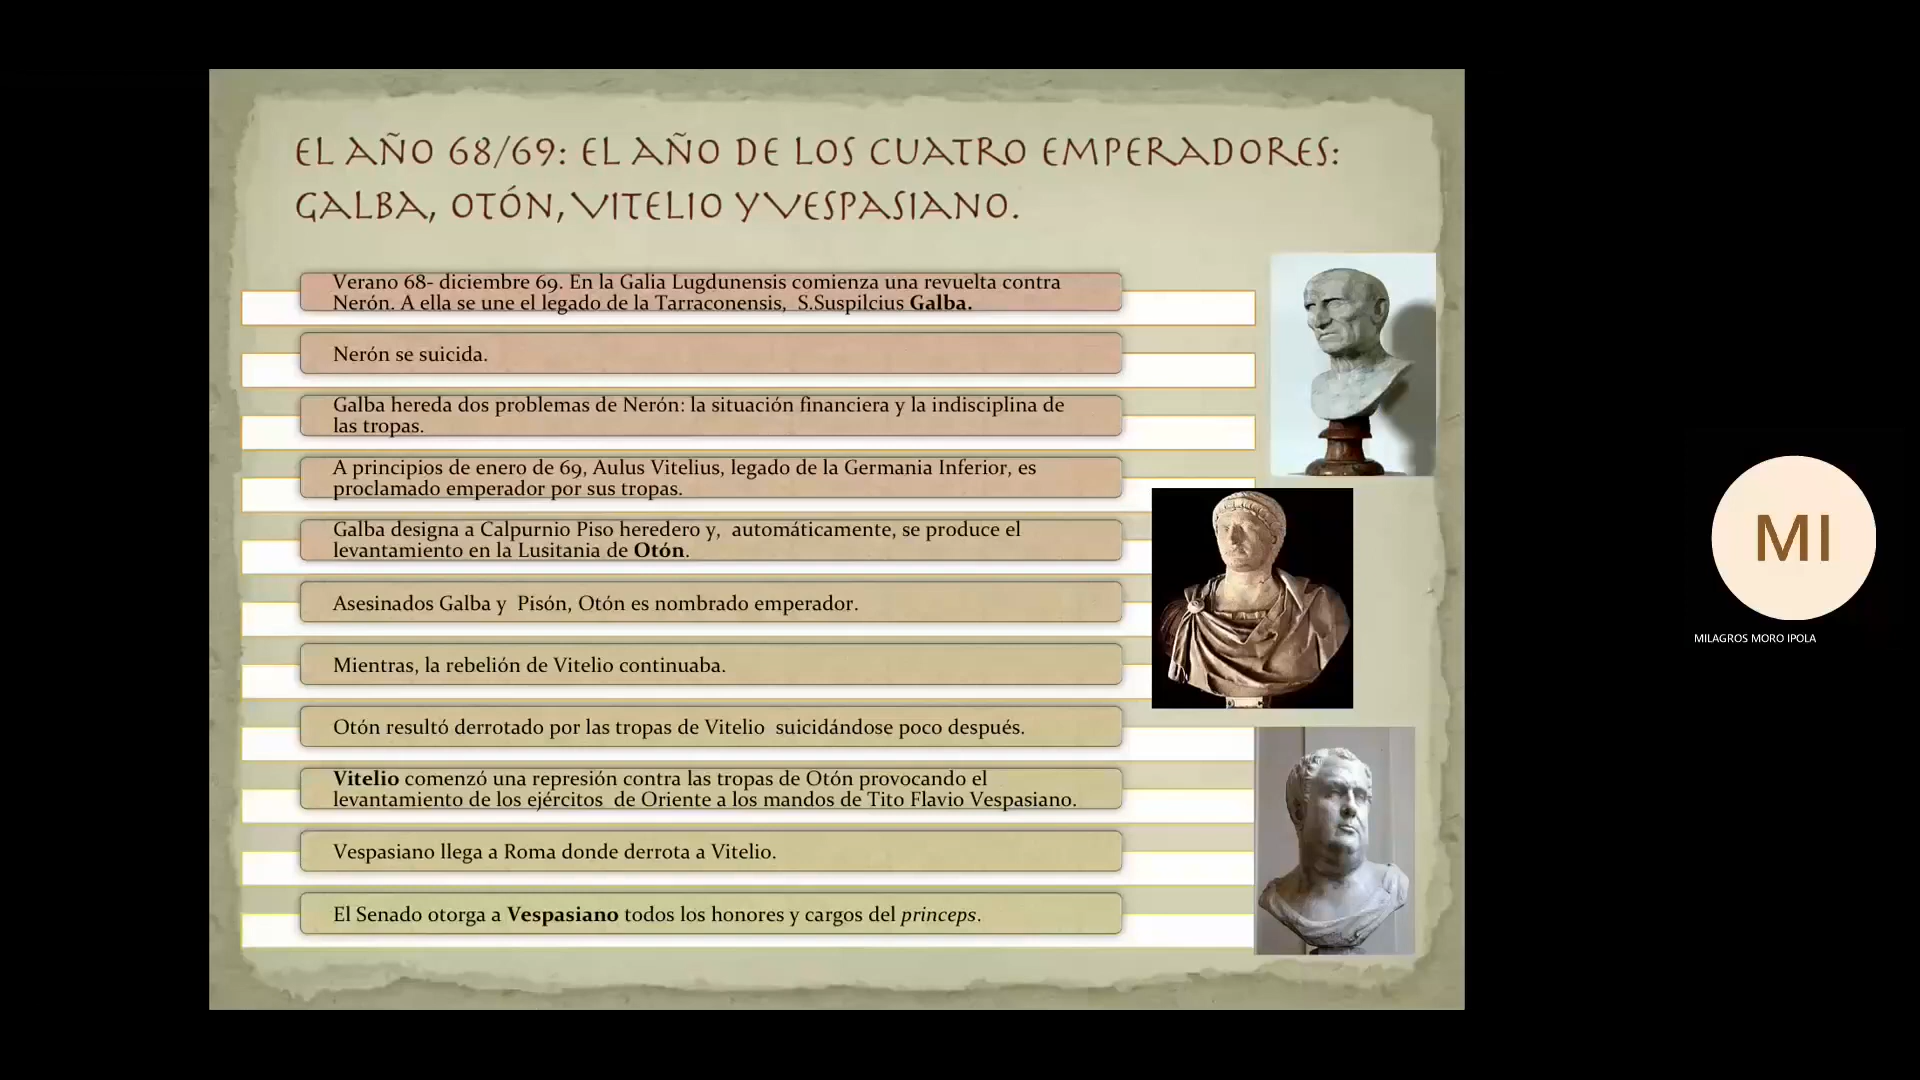 EL AÑO 68/69: EL AÑO DE LOS CUATRO EMPERADORES:
GALBA, OTÓN, VITELIO Y VESPASIANO.
Verano 68- diciembre 69. En la Galia Lugdunensis comienza una revuelta contra
Nerón. A ella se une el legado de la Tarraconensis, S.Suspilcius Galba.
Nerón se suicida.
Galba hereda dos problemas de Nerón: la situación financiera y la indisciplina de
las tropas.
A principios de enero de 69, Aulus Vitelius, legado de la Germania Inferior, es
proclamado emperador por sus tropas.
Galba designa a Calpurnio Piso heredero y, automáticamente, se produce el
levantamiento en la Lusitania de Otón.
Asesinados Galba y Pisón, Otón es nombrado emperador.
Mientras, la rebelión de Vitelio continuaba.
Otón resultó derrotado por las tropas de Vitelio suicidándose poco después.
Vitelio comenzó una represión contra las tropas de Otón provocando el
levantamiento de los ejércitos de Oriente a los mandos de Tito Flavio Vespasiano.
Vespasiano llega a Roma donde derrota a Vitelio.
El Senado otorga a Vespasiano todos los honores y cargos del princeps.
MI
MILAGROS MORO IPOLA